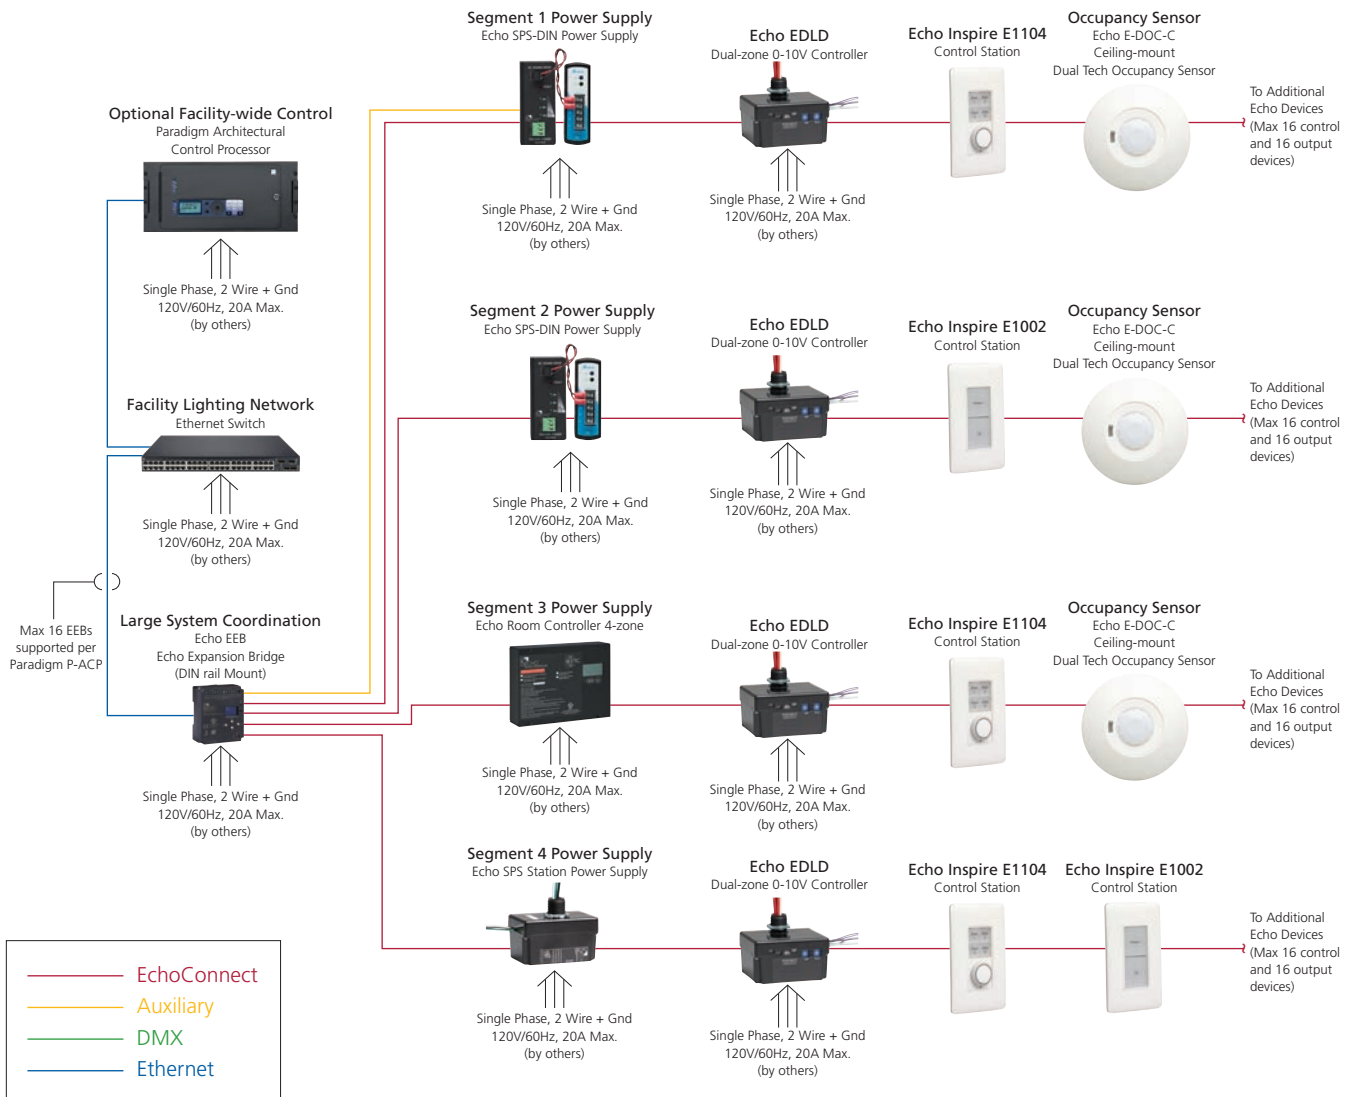 Segment 1 Power Supply
Echo SPS-DIN Power Supply
Echo EDLD
Dual-zone 0-10V Controller
Echo Inspire E1104
Control Station
Occupancy Sensor
Echo E-DOC-C
Ceiling-mount
Dual Tech Occupancy Sensor
To Additional
Echo Devices
(Max 16 control
and 16 output
devices)
Single Phase, 2 Wire + Gnd
120V/60Hz, 20A Max.
(by others)
Single Phase, 2 Wire + Gnd
120V/60Hz, 20A Max.
(by others)
Optional Facility-wide Control
Paradigm Architectural
Control Processor
Single Phase, 2 Wire + Gnd
120V/60Hz, 20A Max.
(by others)
Segment 2 Power Supply
Echo SPS-DIN Power Supply
Echo EDLD
Dual-zone 0-10V Controller
Echo Inspire E1002
Control Station
Occupancy Sensor
Echo E-DOC-C
Ceiling-mount
Dual Tech Occupancy Sensor
To Additional
Echo Devices
(Max 16 control
and 16 output
devices)
Single Phase, 2 Wire + Gnd
120V/60Hz, 20A Max.
(by others)
Single Phase, 2 Wire + Gnd
120V/60Hz, 20A Max.
(by others)
Facility Lighting Network
Ethernet Switch
Single Phase, 2 Wire + Gnd
120V/60Hz, 20A Max.
(by others)
Max 16 EEBs
supported per
Paradigm P-ACP
Large System Coordination
Echo EEB
Echo Expansion Bridge
(DIN rail Mount)
Single Phase, 2 Wire + Gnd
120V/60Hz, 20A Max.
(by others)
Segment 3 Power Supply
Echo Room Controller 4-zone
Echo EDLD
Dual-zone 0-10V Controller
Echo Inspire E1104
Control Station
Occupancy Sensor
Echo E-DOC-C
Ceiling-mount
Dual Tech Occupancy Sensor
To Additional
Echo Devices
(Max 16 control
and 16 output
devices)
Single Phase, 2 Wire + Gnd
120V/60Hz, 20A Max.
(by others)
Single Phase, 2 Wire + Gnd
120V/60Hz, 20A Max.
(by others)
Segment 4 Power Supply
Echo SPS Station Power Supply
Echo EDLD
Dual-zone 0-10V Controller
Echo Inspire E1104
Control Station
Echo Inspire E1002
Control Station
To Additional
Echo Devices
(Max 16 control
and 16 output
devices)
Single Phase, 2 Wire + Gnd
120V/60Hz, 20A Max.
(by others)
Single Phase, 2 Wire + Gnd
120V/60Hz, 20A Max.
(by others)
EchoConnect
Auxiliary
DMX
Ethernet